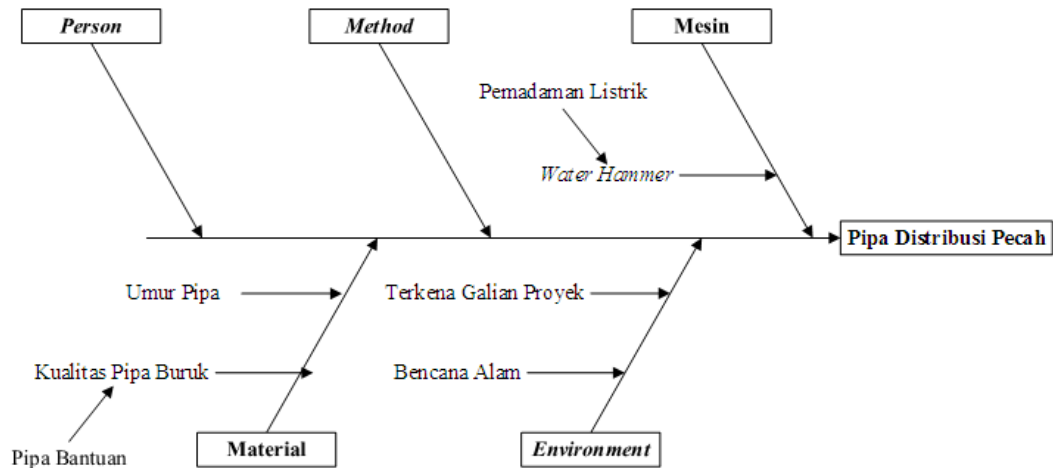 Person
Method
Mesin
Pemadaman Listrik
Water Hammer
Pipa Distribusi Pecah
Umur Pipa
Terkena Galian Proyek
Kualitas Pipa Buruk
Bencana Alam
Pipa Bantuan
Material
Environment